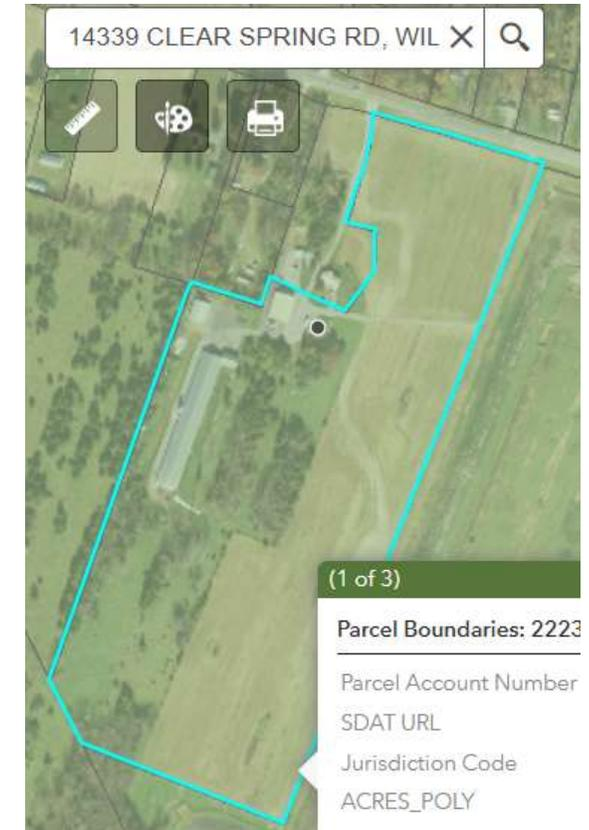 14339 CLEAR SPRING RD, WIL
(1 of 3)
Parcel Boundaries: 2223
Parcel Account Number
SDAT URL
Jurisdiction Code
ACRES_POLY